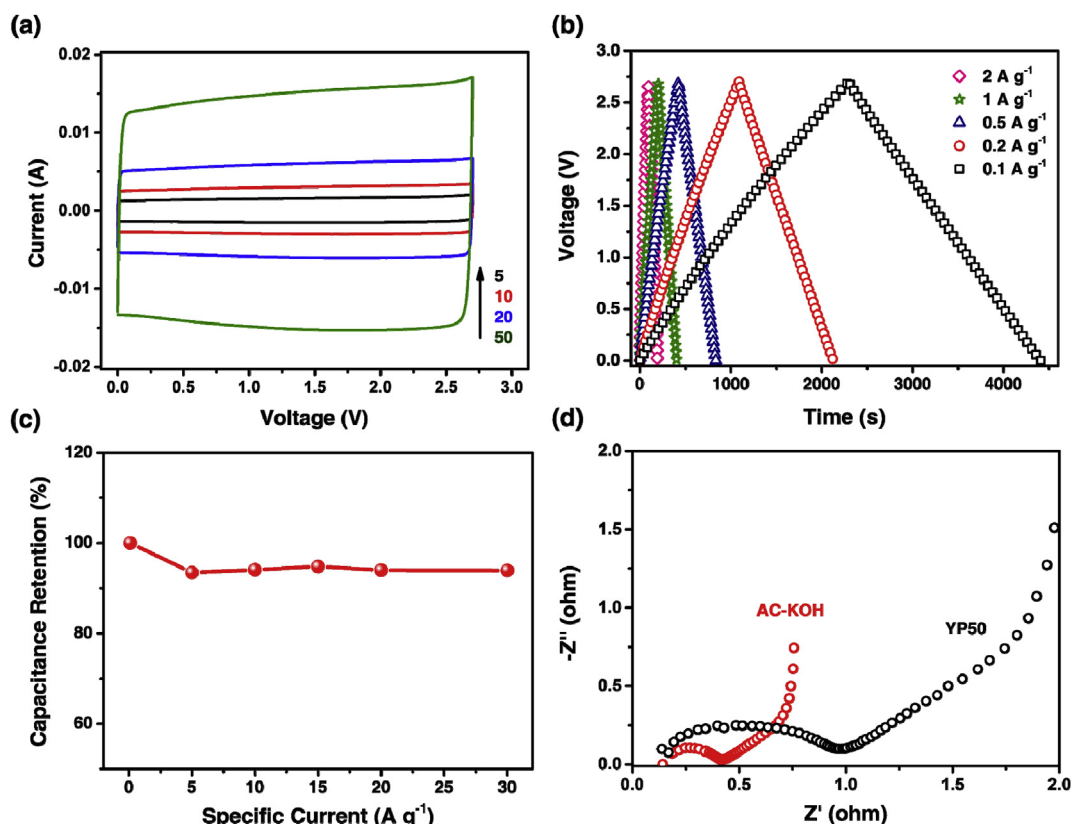 (a)
0.02
0.01
0.00
-0.01
-0.02
Current (A)
5
10
20
50
0.0 0.5 1.0 1.5 2.0 2.5 3.0
Voltage (V)
(b)
3.0
2.5
2.0
1.5
1.0
0.5
0.0
Voltage (V)
2 A g⁻¹
1 A g⁻¹
0.5 A g⁻¹
0.2 A g⁻¹
0.1 A g⁻¹
0 1000 2000 3000 4000
Time (s)
(c)
120
100
80
60
Capacitance Retention (%)
0 5 10 15 20 25 30
Specific Current (A g⁻¹)
(d)
2.0
1.5
1.0
0.5
0.0
-Z'' (ohm)
AC-KOH
YP50
0.0 0.5 1.0 1.5 2.0
Z' (ohm)